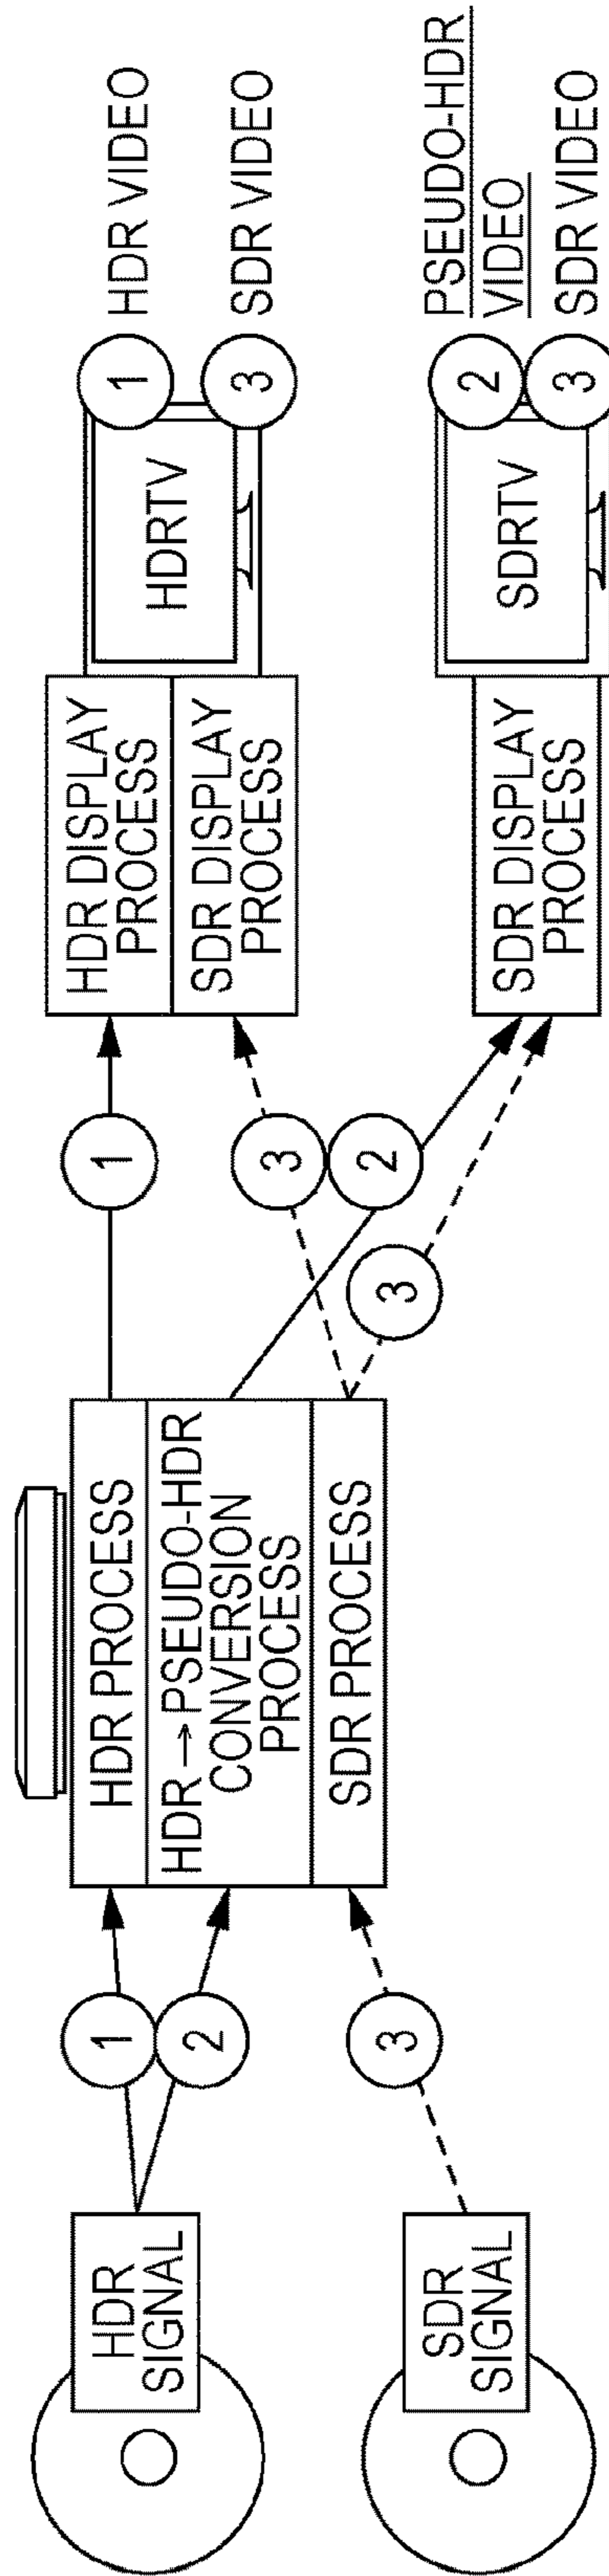 HDR
SIGNAL
SDR
SIGNAL
1
2
3
HDR PROCESS
HDR→PSEUDO-HDR
CONVERSION
PROCESS
SDR PROCESS
1
3
2
3
HDR DISPLAY
PROCESS
SDR DISPLAY
PROCESS
SDR DISPLAY
PROCESS
HDRTV
SDRTV
1
3
2
3
HDR VIDEO
SDR VIDEO
PSEUDO-HDR
VIDEO
SDR VIDEO